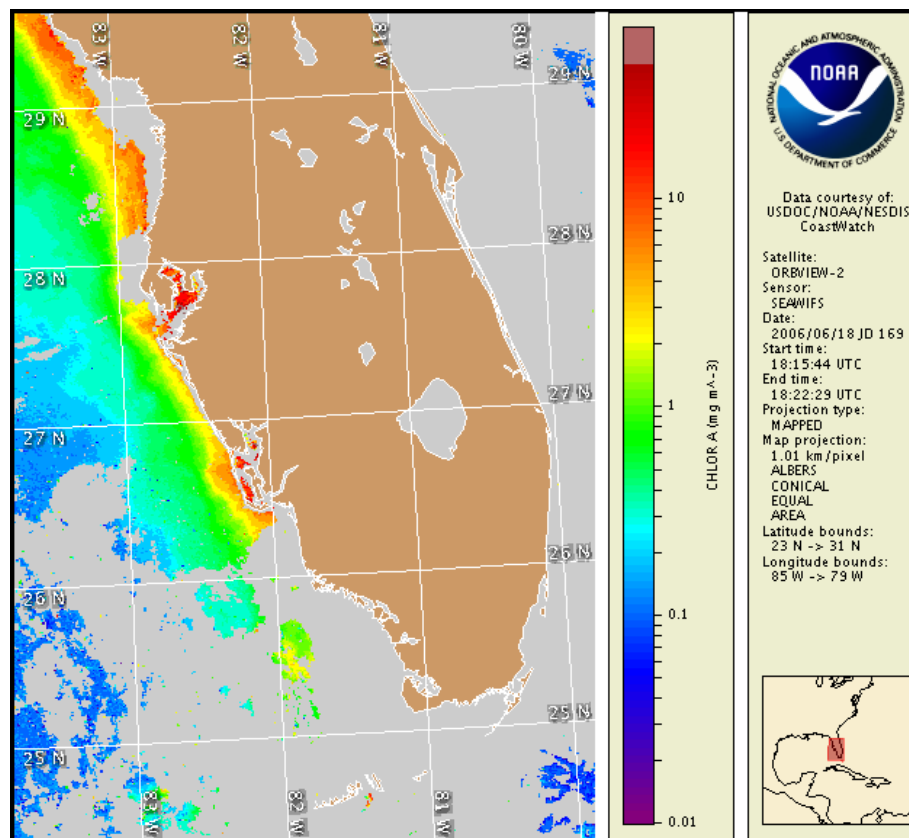 83 W
82 W
81 W
80 W
29 N
29 N
28 N
28 N
27 N
27 N
26 N
26 N
25 N
25 N
83 W
82 W
81 W
10
1
0.1
0.01
CHLOR A (mg m^-3)
NATIONAL OCEANIC AND ATMOSPHERIC ADMINISTRATION
NOAA
U.S. DEPARTMENT OF COMMERCE
Data courtesy of:
USDOC/NOAA/NESDIS
CoastWatch
Satellite:
ORBVIEW-2
Sensor:
SEAWIFS
Date:
2006/06/18 JD 169
Start time:
18:15:44 UTC
End time:
18:22:29 UTC
Projection type:
MAPPED
Map projection:
1.01 km/pixel
ALBERS
CONICAL
EQUAL
AREA
Latitude bounds:
23 N -> 31 N
Longitude bounds:
85 W -> 79 W